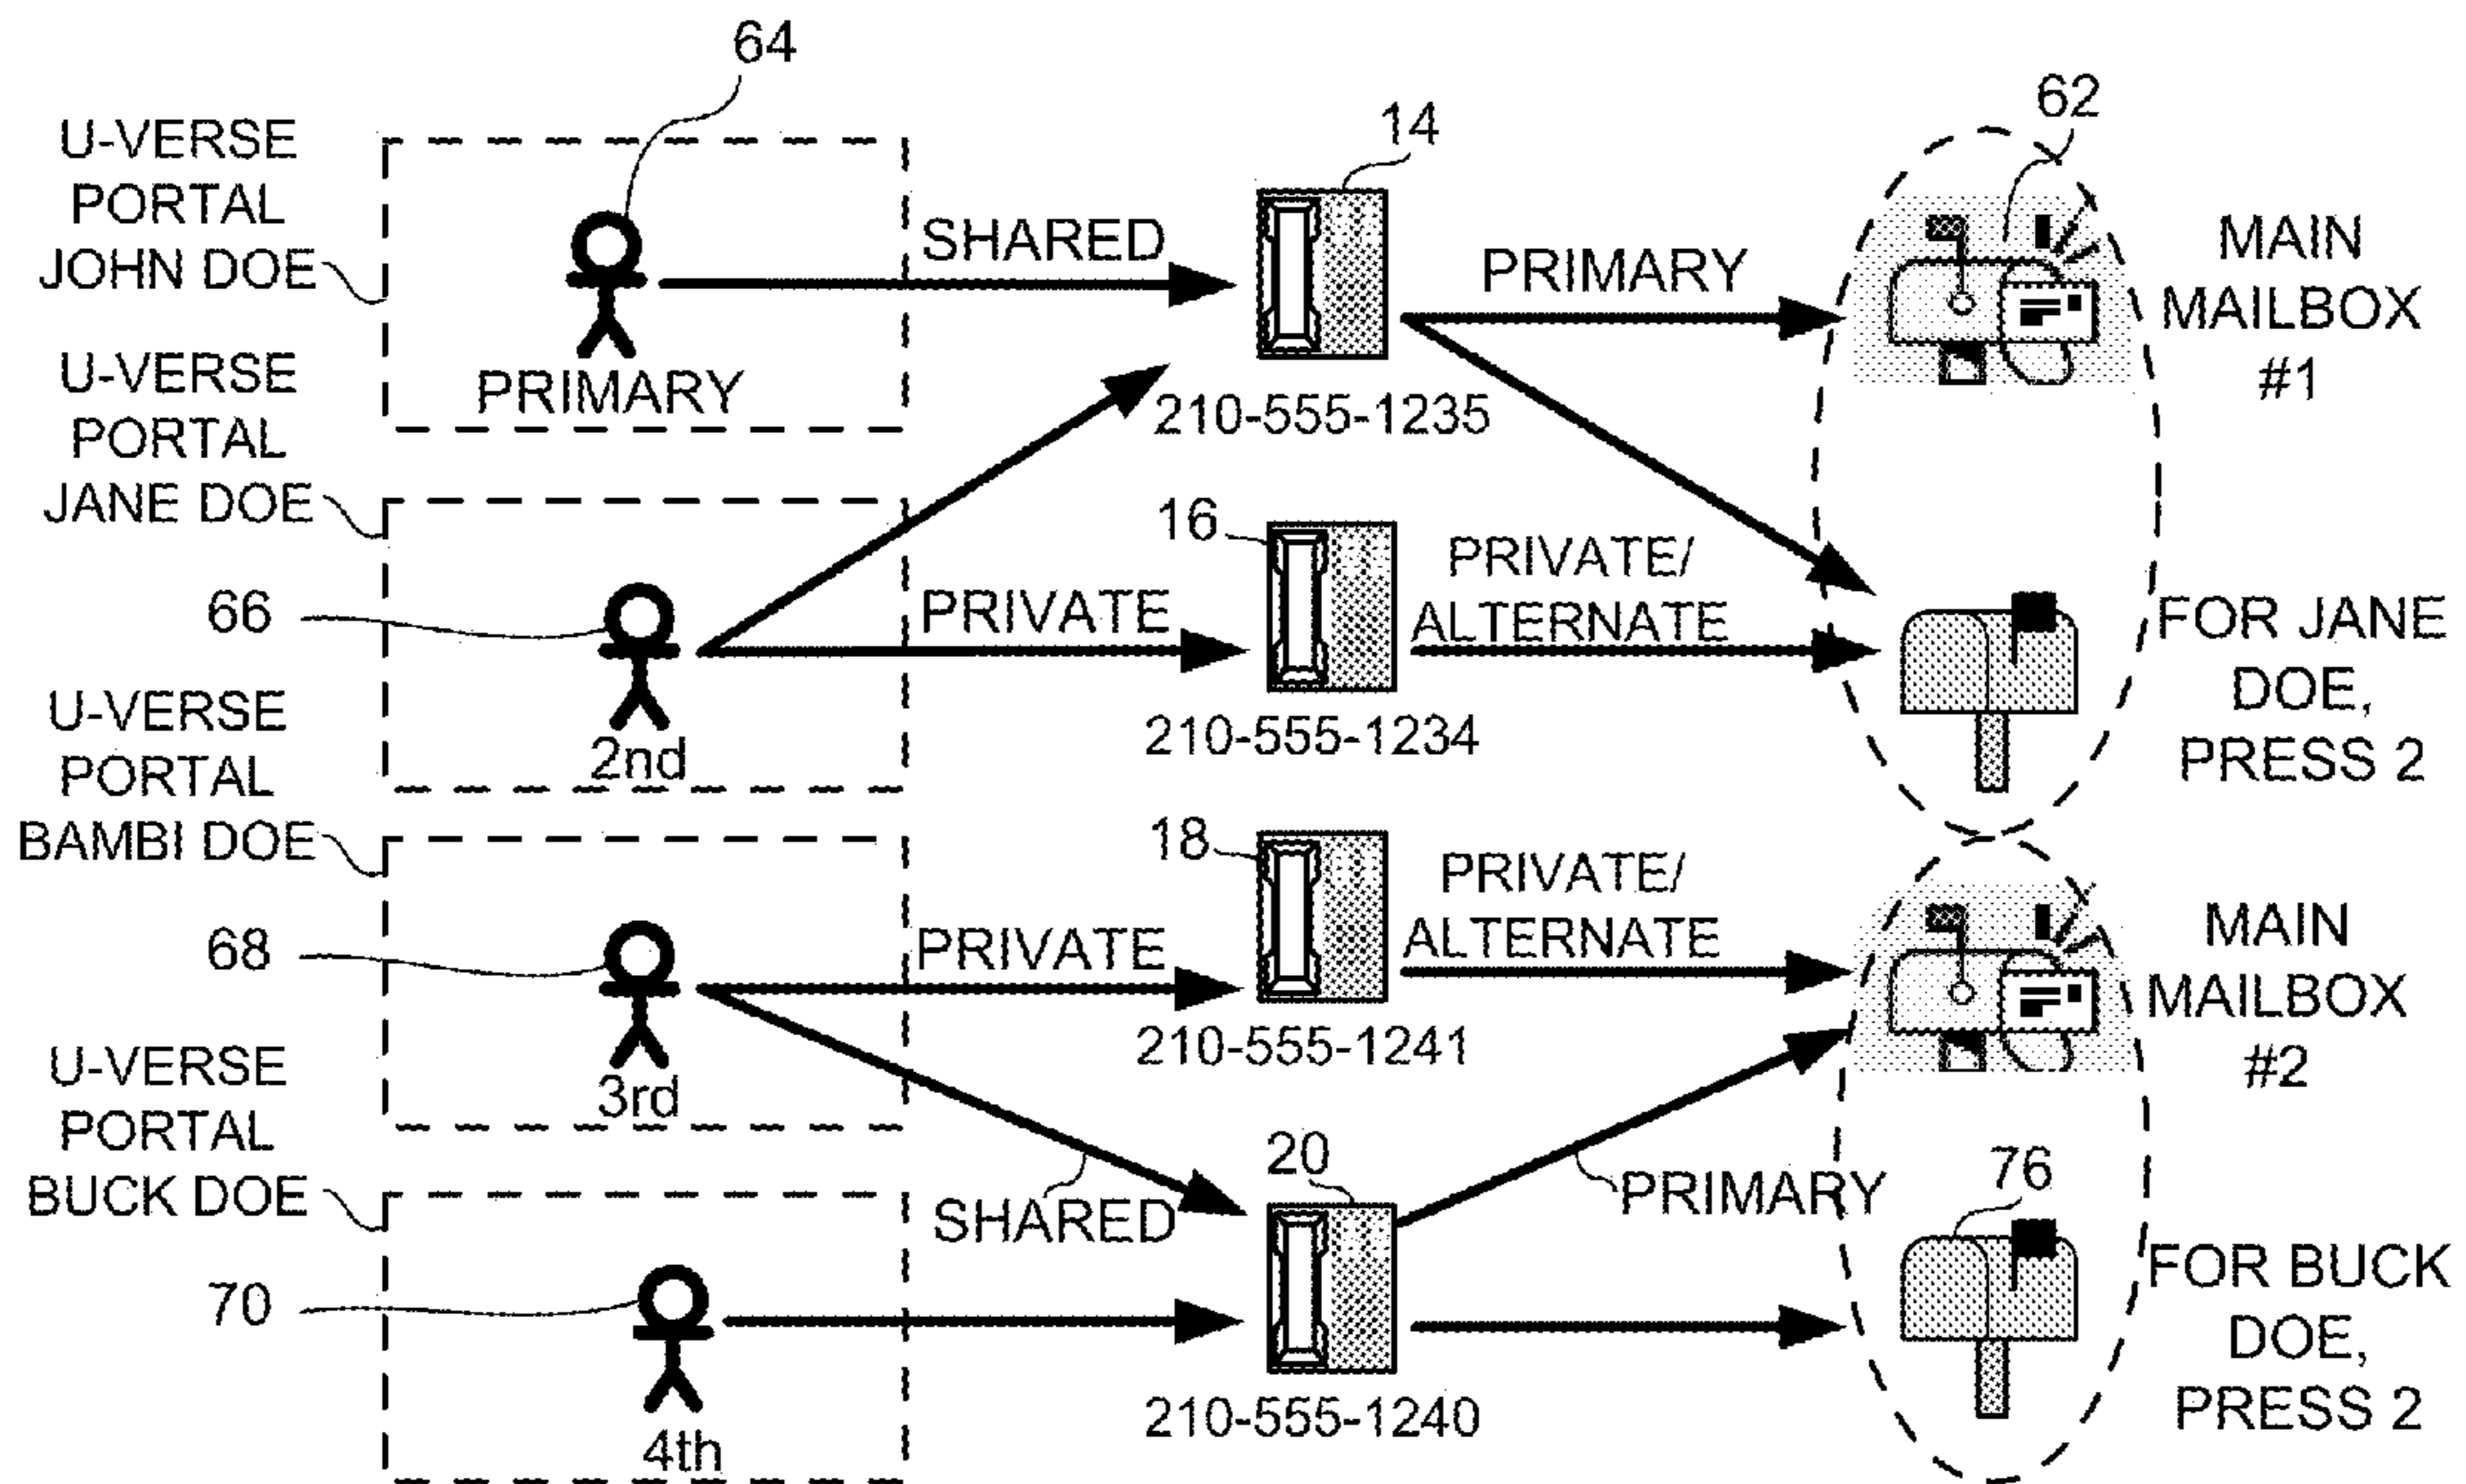 64
62
14
U-VERSE
PORTAL
JOHN DOE
SHARED
PRIMARY
MAIN
MAILBOX
#1
PRIMARY
210-555-1235
U-VERSE
PORTAL
JANE DOE
16
PRIVATE/
ALTERNATE
66
PRIVATE
FOR JANE
DOE,
PRESS 2
2nd
210-555-1234
U-VERSE
PORTAL
BAMBI DOE
18
PRIVATE/
ALTERNATE
68
PRIVATE
MAIN
MAILBOX
#2
3rd
210-555-1241
U-VERSE
PORTAL
BUCK DOE
SHARED
20
PRIMARY
76
70
FOR BUCK
DOE,
PRESS 2
4th
210-555-1240